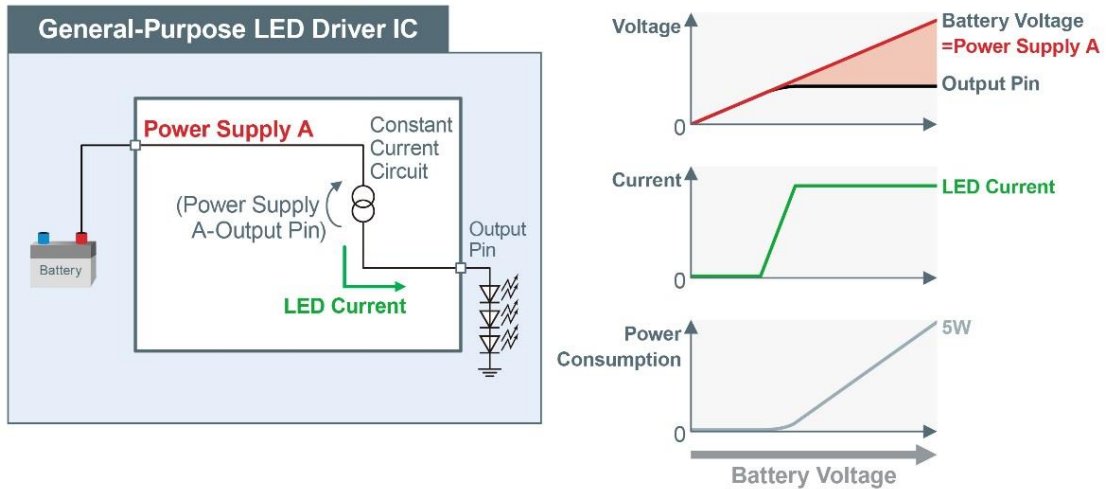 General-Purpose LED Driver IC
Power Supply A
Constant
Current
Circuit
(Power Supply
A-Output Pin)
Output
Pin
Battery
LED Current
Voltage
Battery Voltage
=Power Supply A
Output Pin
0
Current
LED Current
0
Power
Consumption
5W
0
Battery Voltage